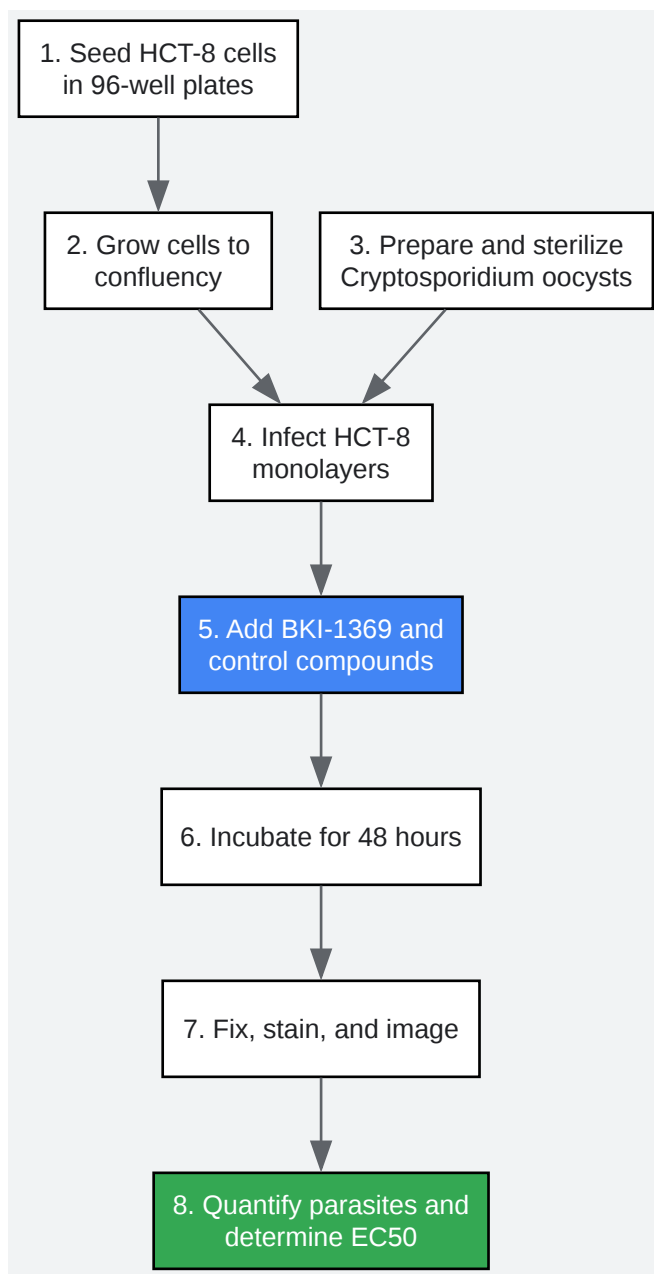 1. Seed HCT-8 cells
in 96-well plates
2. Grow cells to
confluency
3. Prepare and sterilize
Cryptosporidium oocysts
4. Infect HCT-8
monolayers
5. Add BKI-1369 and
control compounds
6. Incubate for 48 hours
7. Fix, stain, and image
8. Quantify parasites and
determine EC50